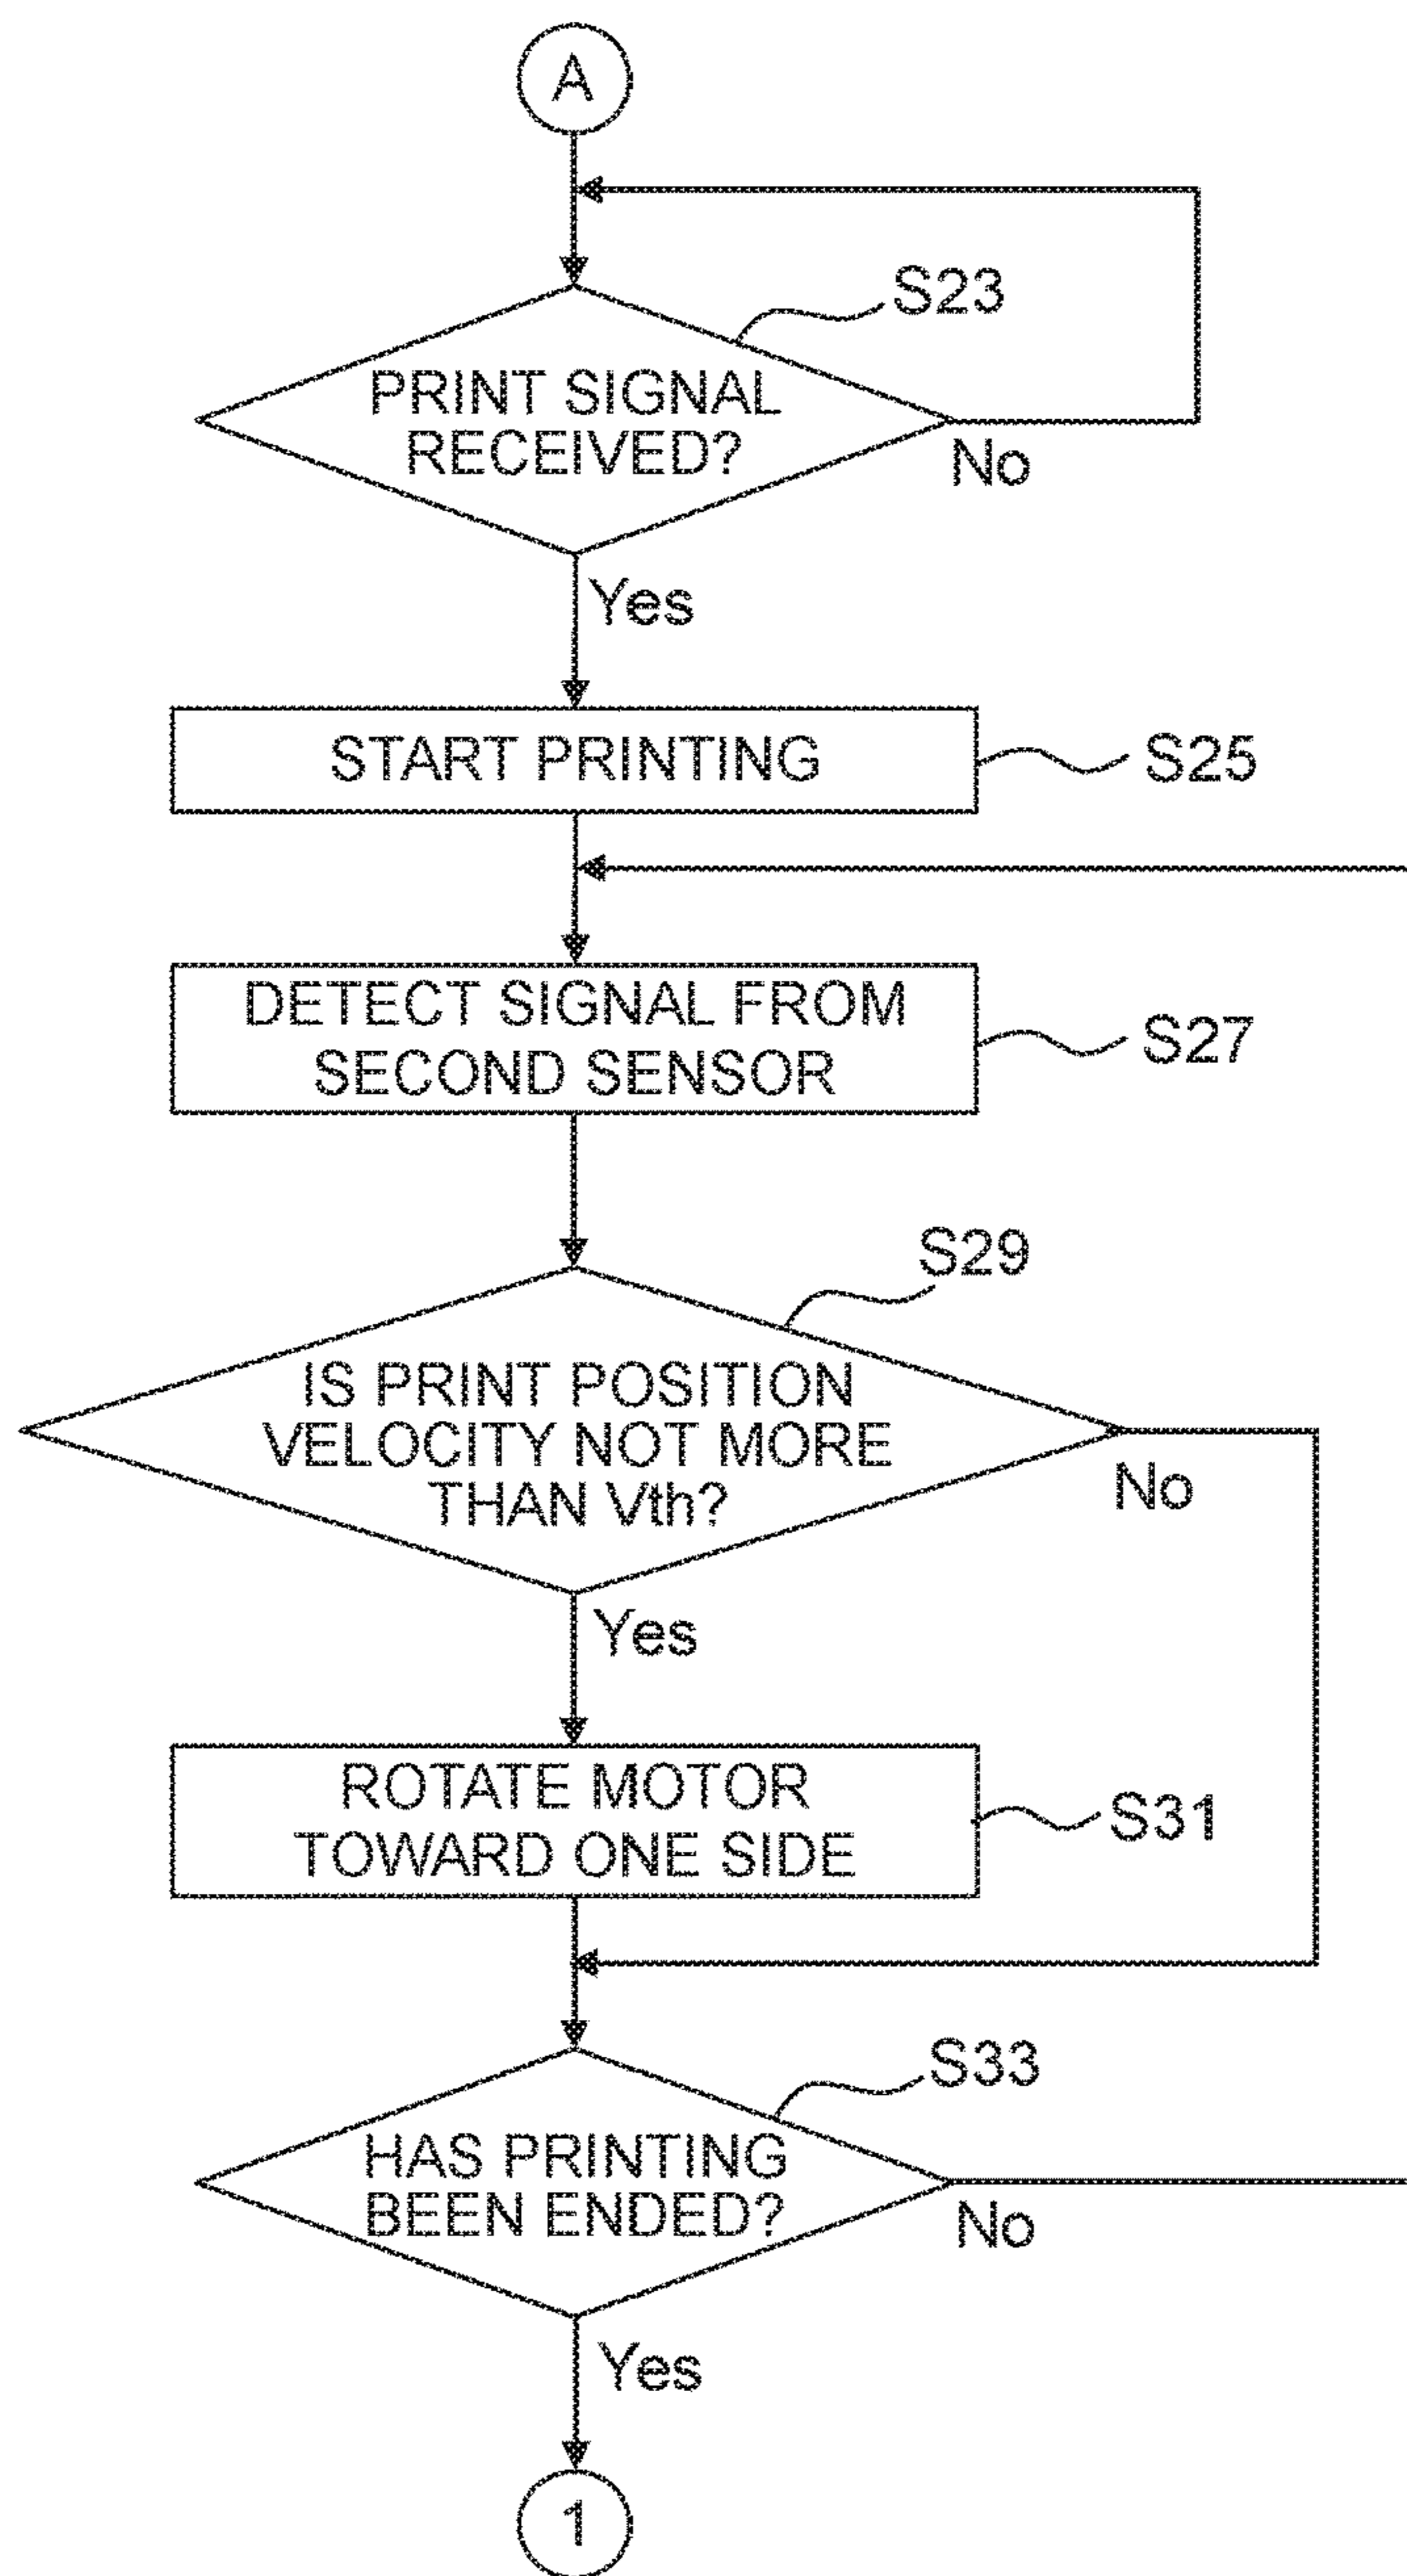 A
S23
PRINT SIGNAL
RECEIVED?
No
Yes
START PRINTING
S25
DETECT SIGNAL FROM
SECOND SENSOR
S27
S29
IS PRINT POSITION
VELOCITY NOT MORE
THAN Vth?
No
Yes
ROTATE MOTOR
TOWARD ONE SIDE
S31
S33
HAS PRINTING
BEEN ENDED?
No
Yes
1